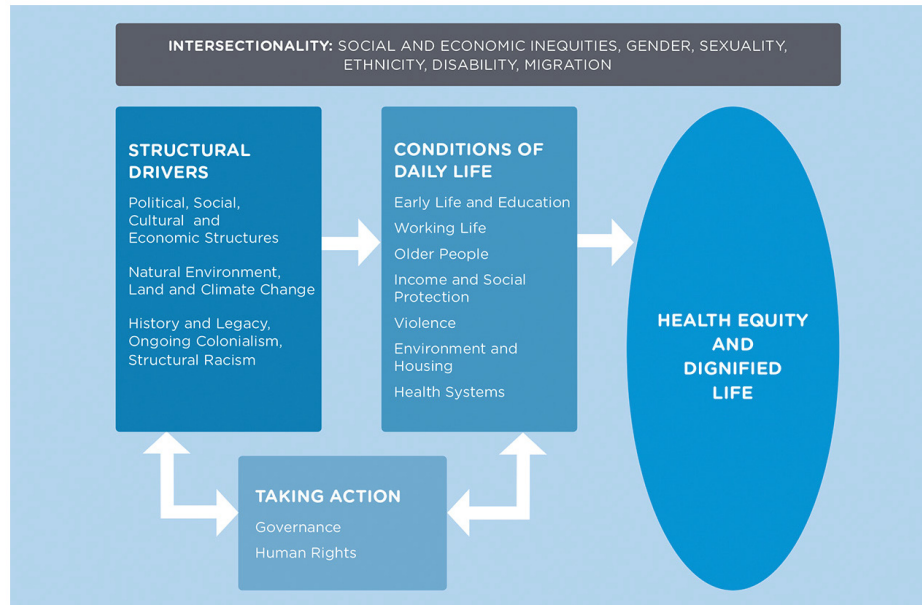 INTERSECTIONALITY: SOCIAL AND ECONOMIC INEQUITIES, GENDER, SEXUALITY,
ETHNICITY, DISABILITY, MIGRATION
STRUCTURAL
DRIVERS
Political, Social,
Cultural and
Economic Structures
Natural Environment,
Land and Climate Change
History and Legacy,
Ongoing Colonialism,
Structural Racism
CONDITIONS OF
DAILY LIFE
Early Life and Education
Working Life
Older People
Income and Social
Protection
Violence
Environment and
Housing
Health Systems
HEALTH EQUITY
AND
DIGNIFIED
LIFE
TAKING ACTION
Governance
Human Rights